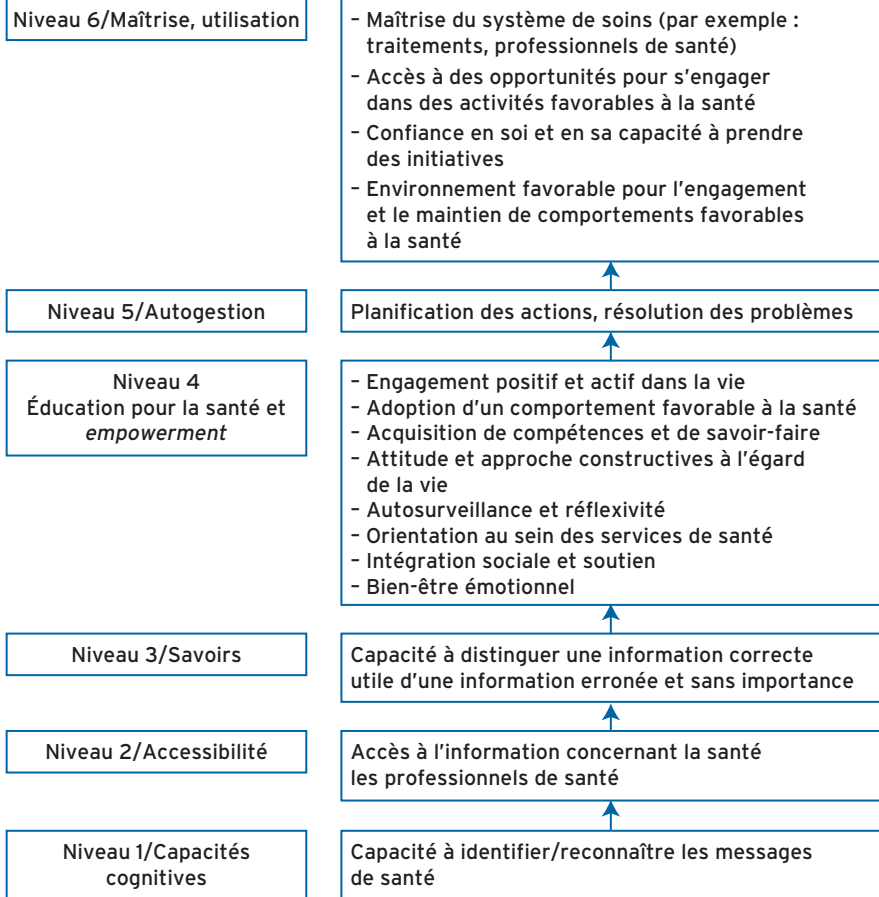 Niveau 6/Maîtrise, utilisation
– Maîtrise du système de soins (par exemple :
traitements, professionnels de santé)
– Accès à des opportunités pour s’engager
dans des activités favorables à la santé
– Confiance en soi et en sa capacité à prendre
des initiatives
– Environnement favorable pour l’engagement
et le maintien de comportements favorables
à la santé
Niveau 5/Autogestion
Planification des actions, résolution des problèmes
Niveau 4
Éducation pour la santé et
empowerment
– Engagement positif et actif dans la vie
– Adoption d’un comportement favorable à la santé
– Acquisition de compétences et de savoir-faire
– Attitude et approche constructives à l’égard
de la vie
– Autosurveillance et réflexivité
– Orientation au sein des services de santé
– Intégration sociale et soutien
– Bien-être émotionnel
Niveau 3/Savoirs
Capacité à distinguer une information correcte
utile d’une information erronée et sans importance
Niveau 2/Accessibilité
Accès à l’information concernant la santé
les professionnels de santé
Niveau 1/Capacités
cognitives
Capacité à identifier/reconnaître les messages
de santé